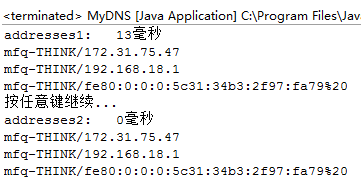 <terminated> MyDNS [Java Application] C:\Program Files\Jav
addresses1:   13毫秒
mfq-THINK/172.31.75.47
mfq-THINK/192.168.18.1
mfq-THINK/fe80:0:0:0:5c31:34b3:2f97:fa79%20
按任意键继续...
addresses2:   0毫秒
mfq-THINK/172.31.75.47
mfq-THINK/192.168.18.1
mfq-THINK/fe80:0:0:0:5c31:34b3:2f97:fa79%20